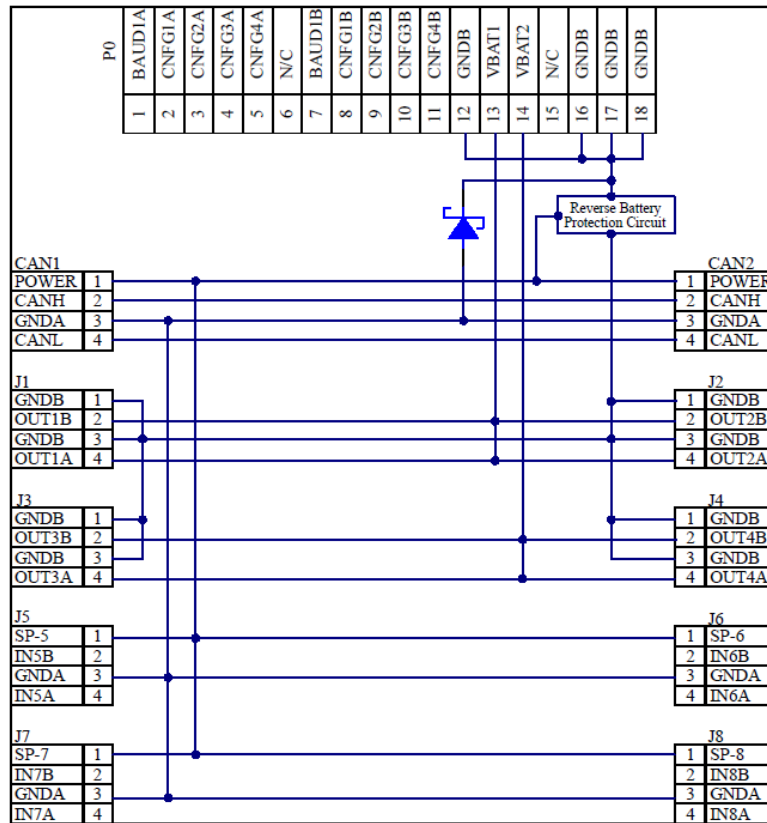 P0
BAUD1A
CNFG1A
CNFG2A
CNFG3A
CNFG4A
N/C
BAUD1B
CNFG1B
CNFG2B
CNFG3B
CNFG4B
GNDB
VBAT1
VBAT2
N/C
GNDB
GNDB
GNDB
1 2 3 4 5 6 7 8 9 10 11 12 13 14 15 16 17 18
Reverse Battery
Protection Circuit
CAN1
POWER 1
CANH 2
GNDA 3
CANL 4
CAN2
1 POWER
2 CANH
3 GNDA
4 CANL
J1
GNDB 1
OUT1B 2
GNDB 3
OUT1A 4
J2
1 GNDB
2 OUT2B
3 GNDB
4 OUT2A
J3
GNDB 1
OUT3B 2
GNDB 3
OUT3A 4
J4
1 GNDB
2 OUT4B
3 GNDB
4 OUT4A
J5
SP-5 1
IN5B 2
GNDA 3
IN5A 4
J6
1 SP-6
2 IN6B
3 GNDA
4 IN6A
J7
SP-7 1
IN7B 2
GNDA 3
IN7A 4
J8
1 SP-8
2 IN8B
3 GNDA
4 IN8A